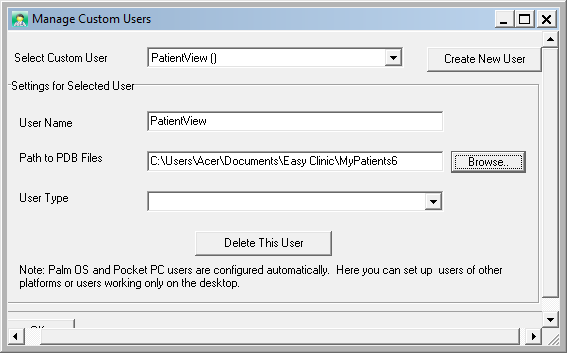 Manage Custom Users
Select Custom User
PatientView ()
Create New User
Settings for Selected User
User Name
PatientView
Path to PDB Files
C:\Users\Acer\Documents\Easy Clinic\MyPatients6
Browse..
User Type
Delete This User
Note: Palm OS and Pocket PC users are configured automatically. Here you can set up users of other
platforms or users working only on the desktop.